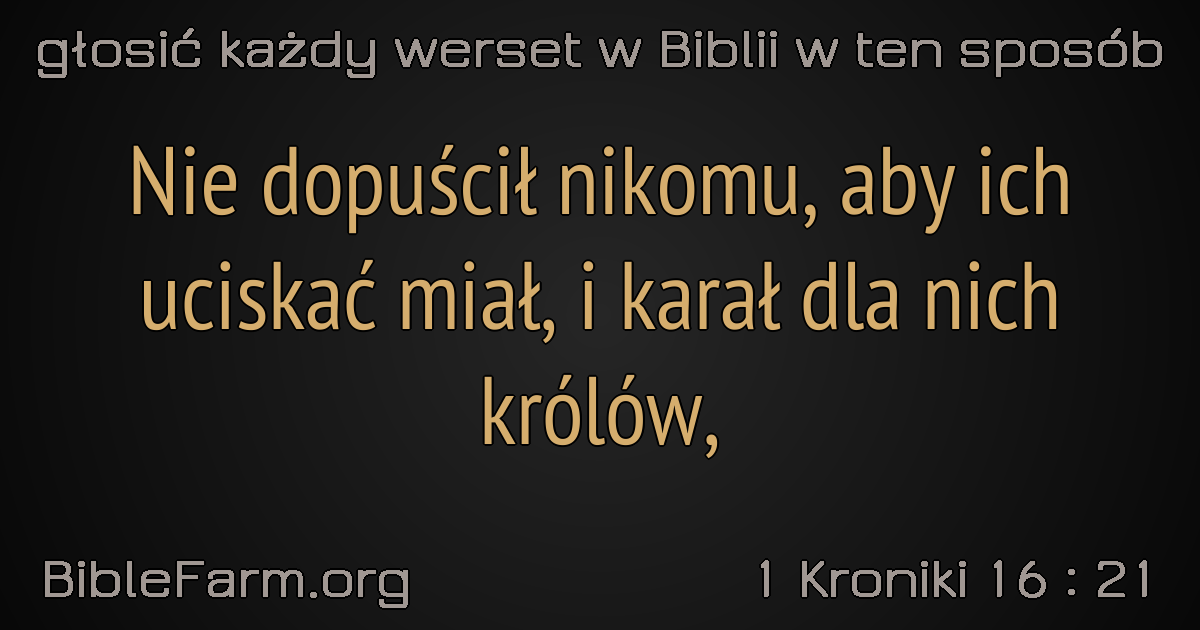 głosić każdy werset w Biblii w ten sposób
Nie dopuścił nikomu, aby ich
uciskać miał, i karał dla nich
królów,
BibleFarm.org
1 Kroniki 16 : 21